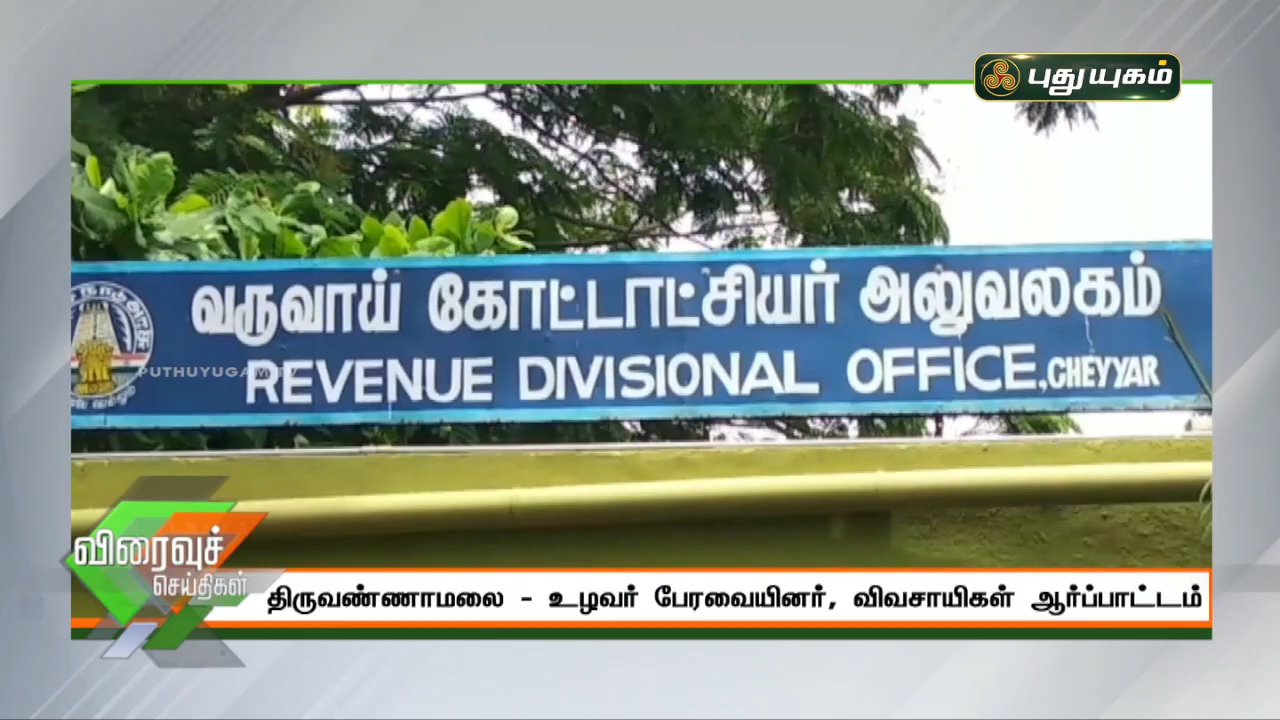 புதுயுகம்
வருவாய் கோட்டாட்சியர் அலுவலகம்
PUTHUYUGAM TV
REVENUE DIVISIONAL OFFICE, CHEYYAR
விரைவுச்
செய்திகள்
திருவண்ணாமலை - உழவர் பேரவையினர், விவசாயிகள் ஆர்ப்பாட்டம்